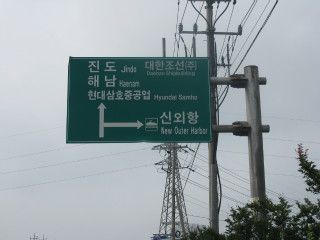 진도 Jindo 대한조선(주)
Daehan Shipbuilding
해남 Haenam
현대삼호중공업 Hyundai Samho
신외항
New Outer Harbor